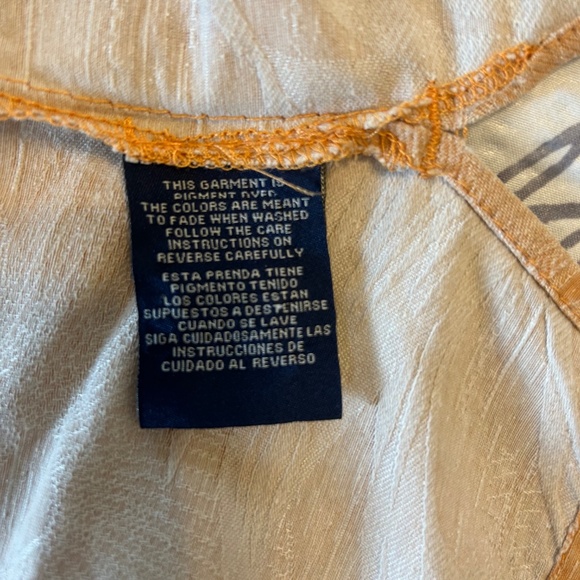 THIS GARMENT IS
PIGMENT DYED
THE COLORS ARE MEANT
TO FADE WHEN WASHED
FOLLOW THE CARE
INSTRUCTIONS ON
REVERSE CAREFULLY
ESTA PRENDA TIENE
PIGMENTO TENIDO
LOS COLORES ESTAN
SUPUESTOS A DESTENIRSE
CUANDO SE LAVE
SIGA CUIDADOSAMENTE LAS
INSTRUCCIONES DE
CUIDADO AL REVERSO